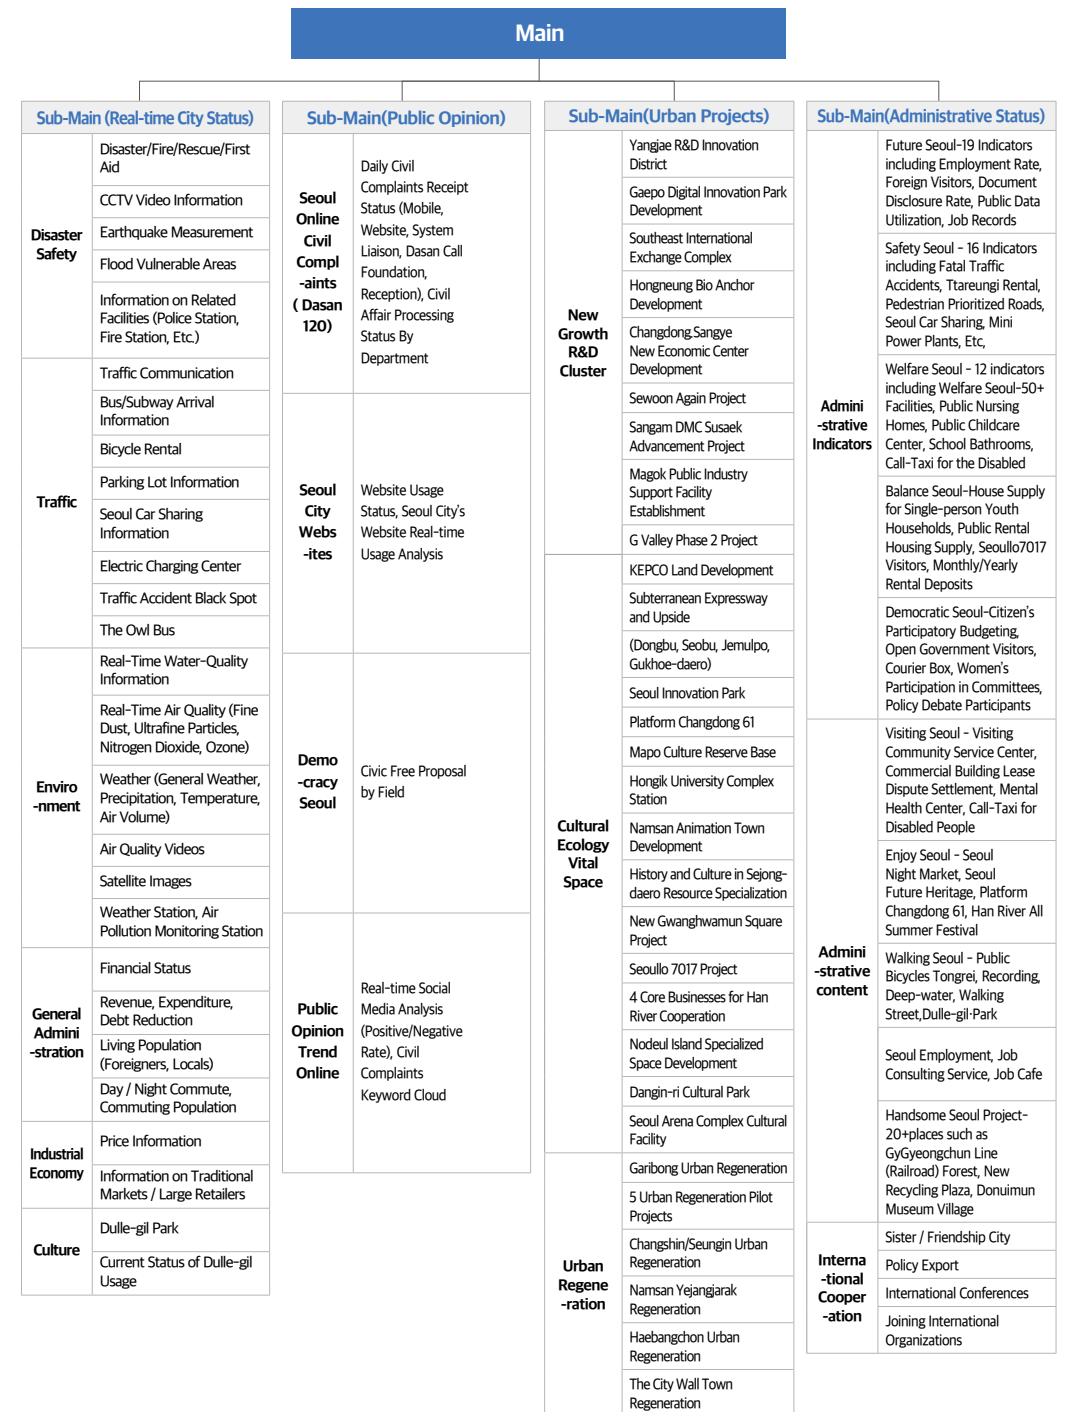 Main
Sub-Main (Real-time City Status)
Disaster
Safety
Disaster/Fire/Rescue/First
Aid
CCTV Video Information
Earthquake Measurement
Flood Vulnerable Areas
Information on Related
Facilities (Police Station,
Fire Station, Etc.)
Traffic
Traffic Communication
Bus/Subway Arrival
Information
Bicycle Rental
Parking Lot Information
Seoul Car Sharing
Information
Electric Charging Center
Traffic Accident Black Spot
The Owl Bus
Enviro
-nment
Real-Time Water-Quality
Information
Real-Time Air Quality (Fine
Dust, Ultrafine Particles,
Nitrogen Dioxide, Ozone)
Weather (General Weather,
Precipitation, Temperature,
Air Volume)
Air Quality Videos
Satellite Images
Weather Station, Air
Pollution Monitoring Station
General
Admini
-stration
Financial Status
Revenue, Expenditure,
Debt Reduction
Living Population
(Foreigners, Locals)
Day / Night Commute,
Commuting Population
Industrial
Economy
Price Information
Information on Traditional
Markets / Large Retailers
Culture
Dulle-gil Park
Current Status of Dulle-gil
Usage
Sub-Main(Public Opinion)
Seoul
Online
Civil
Compl
-aints
( Dasan
120)
Daily Civil
Complaints Receipt
Status (Mobile,
Website, System
Liaison, Dasan Call
Foundation,
Reception), Civil
Affair Processing
Status By
Department
Seoul
City
Webs
-ites
Website Usage
Status, Seoul City's
Website Real-time
Usage Analysis
Demo
-cracy
Seoul
Civic Free Proposal
by Field
Public
Opinion
Trend
Online
Real-time Social
Media Analysis
(Positive/Negative
Rate), Civil
Complaints
Keyword Cloud
Sub-Main(Urban Projects)
New
Growth
R&D
Cluster
Yangjae R&D Innovation
District
Gaepo Digital Innovation Park
Development
Southeast International
Exchange Complex
Hongneung Bio Anchor
Development
Changdong.Sangye
New Economic Center
Development
Sewoon Again Project
Sangam DMC Susaek
Advancement Project
Magok Public Industry
Support Facility
Establishment
G Valley Phase 2 Project
Cultural
Ecology
Vital
Space
KEPCO Land Development
Subterranean Expressway
and Upside
(Dongbu, Seobu, Jemulpo,
Gukhoe-daero)
Seoul Innovation Park
Platform Changdong 61
Mapo Culture Reserve Base
Hongik University Complex
Station
Namsan Animation Town
Development
History and Culture in Sejong-
daero Resource Specialization
New Gwanghwamun Square
Project
Seoullo 7017 Project
4 Core Businesses for Han
River Cooperation
Nodeul Island Specialized
Space Development
Dangin-ri Cultural Park
Seoul Arena Complex Cultural
Facility
Urban
Regene
-ration
Garibong Urban Regeneration
5 Urban Regeneration Pilot
Projects
Changshin/Seungin Urban
Regeneration
Namsan Yejangjarak
Regeneration
Haebangchon Urban
Regeneration
The City Wall Town
Regeneration
Sub-Main(Administrative Status)
Admini
-strative
Indicators
Future Seoul-19 Indicators
including Employment Rate,
Foreign Visitors, Document
Disclosure Rate, Public Data
Utilization, Job Records
Safety Seoul - 16 Indicators
including Fatal Traffic
Accidents, Ttareungi Rental,
Pedestrian Prioritized Roads,
Seoul Car Sharing, Mini
Power Plants, Etc,
Welfare Seoul - 12 indicators
including Welfare Seoul-50+
Facilities, Public Nursing
Homes, Public Childcare
Center, School Bathrooms,
Call-Taxi for the Disabled
Balance Seoul-House Supply
for Single-person Youth
Households, Public Rental
Housing Supply, Seoullo7017
Visitors, Monthly/Yearly
Rental Deposits
Democratic Seoul-Citizen's
Participatory Budgeting,
Open Government Visitors,
Courier Box, Women's
Participation in Committees,
Policy Debate Participants
Admini
-strative
content
Visiting Seoul - Visiting
Community Service Center,
Commercial Building Lease
Dispute Settlement, Mental
Health Center, Call-Taxi for
Disabled People
Enjoy Seoul - Seoul
Night Market, Seoul
Future Heritage, Platform
Changdong 61, Han River All
Summer Festival
Walking Seoul - Public
Bicycles Tongrei, Recording,
Deep-water, Walking
Street,Dulle-gil·Park
Seoul Employment, Job
Consulting Service, Job Cafe
Handsome Seoul Project-
20+places such as
GyGyeongchun Line
(Railroad) Forest, New
Recycling Plaza, Donuimun
Museum Village
Interna
-tional
Cooper
-ation
Sister / Friendship City
Policy Export
International Conferences
Joining International
Organizations